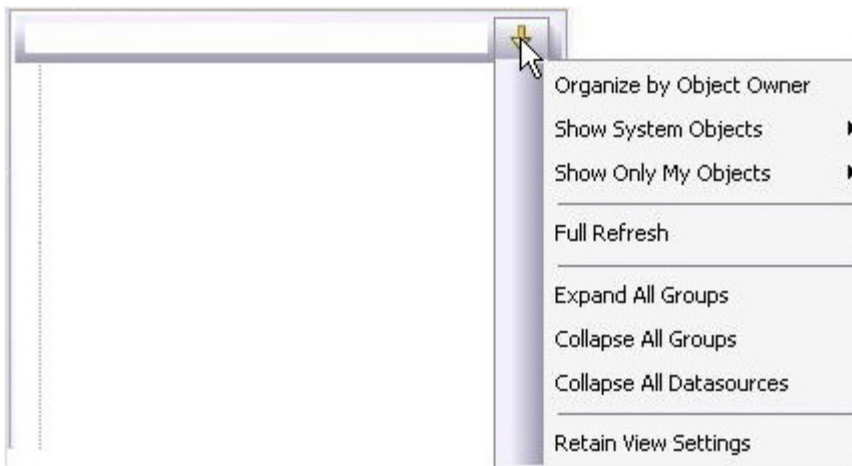 Organize by Object Owner
Show System Objects
Show Only My Objects
Full Refresh
Expand All Groups
Collapse All Groups
Collapse All Datasources
Retain View Settings